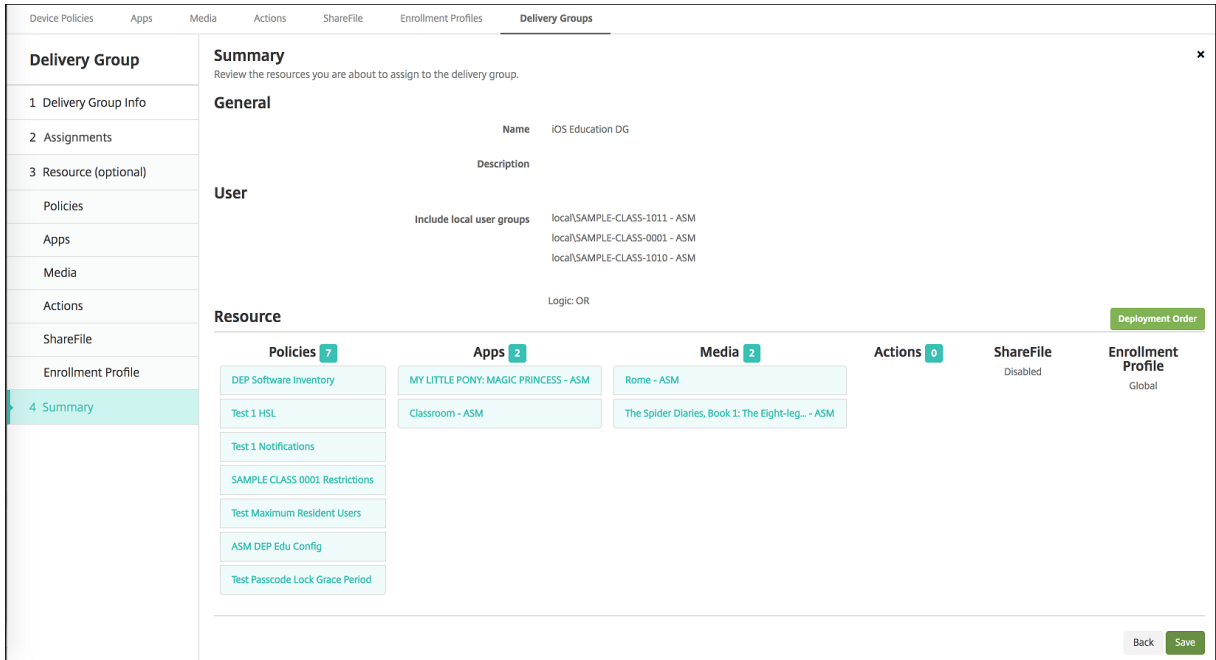 Device Policies Apps Media Actions ShareFile Enrollment Profiles Delivery Groups
Delivery Group
1 Delivery Group Info
2 Assignments
3 Resource (optional)
Policies
Apps
Media
Actions
ShareFile
Enrollment Profile
4 Summary
Summary
Review the resources you are about to assign to the delivery group.
General
Name iOS Education DG
Description
User
Include local user groups local\SAMPLE-CLASS-1011 - ASM
local\SAMPLE-CLASS-0001 - ASM
local\SAMPLE-CLASS-1010 - ASM
Logic: OR
Resource
Deployment Order
Policies 7
DEP Software Inventory
Test 1 HSL
Test 1 Notifications
SAMPLE CLASS 0001 Restrictions
Test Maximum Resident Users
ASM DEP Edu Config
Test Passcode Lock Grace Period
Apps 2
MY LITTLE PONY: MAGIC PRINCESS - ASM
Classroom - ASM
Media 2
Rome - ASM
The Spider Diaries, Book 1: The Eight-leg... - ASM
Actions 0
ShareFile
Disabled
Enrollment
Profile
Global
Back Save